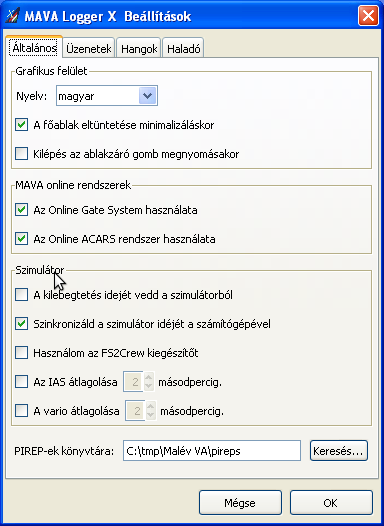 MAVA Logger X Beállítások
Általános Üzenetek Hangok Haladó
Grafikus felület
Nyelv: magyar
A főablak eltüntetése minimalizáláskor
Kilépés az ablakzáró gomb megnyomásakor
MAVA online rendszerek
Az Online Gate System használata
Az Online ACARS rendszer használata
Szimulátor
A kilebegtetés idejét vedd a szimulátorból
Szinkronizáld a szimulátor idéjét a számítógépével
Használom az FS2Crew kiegészítőt
Az IAS átlagolása 2 másodpercig.
A vario átlagolása 2 másodpercig.
PIREP-ek könyvtára: C:\tmp\Malév VA\pireps Keresés...
Mégse OK